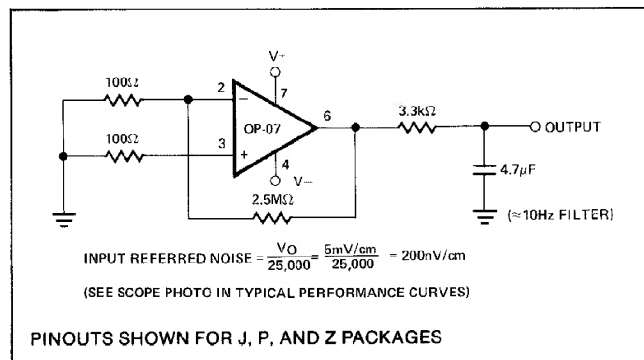 V+
100Ω
2
−
7
3.3kΩ
OP-07
6
OUTPUT
100Ω
3
+
4
V−
4.7μF
2.5MΩ
(≈10Hz FILTER)
INPUT REFERRED NOISE = VO/25,000 = 5mV/cm/25,000 = 200nV/cm
(SEE SCOPE PHOTO IN TYPICAL PERFORMANCE CURVES)
PINOUTS SHOWN FOR J, P, AND Z PACKAGES